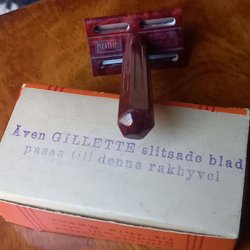 Även GILLETTE slitsade blad
passa till denna rakhyvel